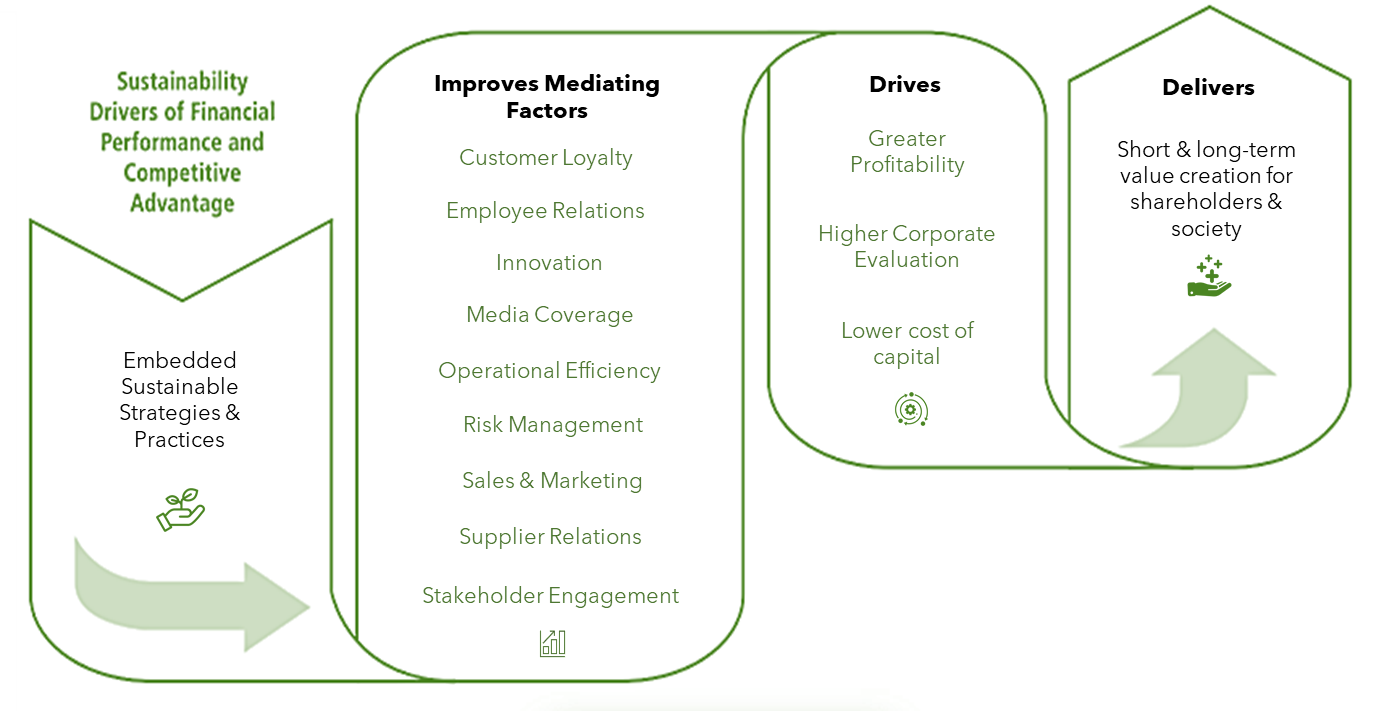 Sustainability
Drivers of Financial
Performance and
Competitive
Advantage
Embedded
Sustainable
Strategies &
Practices
Improves Mediating
Factors
Customer Loyalty
Employee Relations
Innovation
Media Coverage
Operational Efficiency
Risk Management
Sales & Marketing
Supplier Relations
Stakeholder Engagement
Drives
Greater
Profitability
Higher Corporate
Evaluation
Lower cost of
capital
Delivers
Short & long-term
value creation for
shareholders &
society